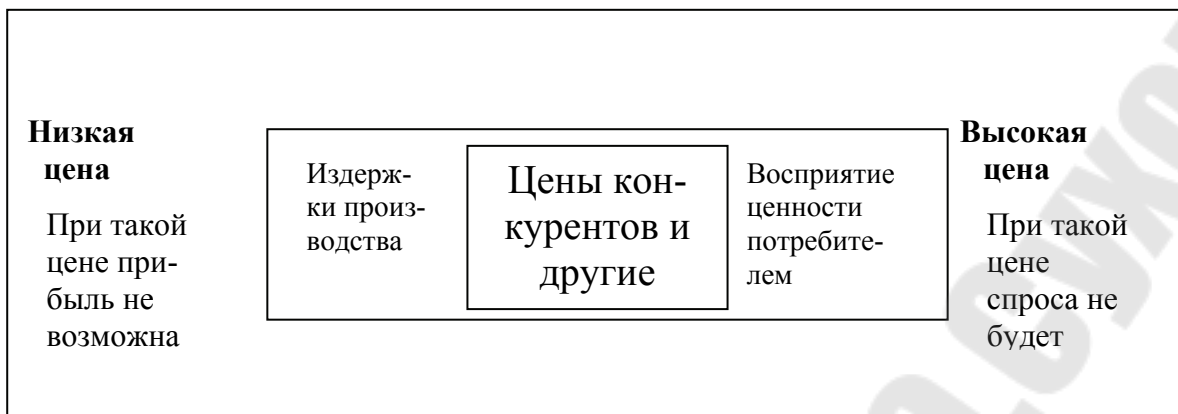 Низкая
цена
При такой
цене при-
быль не
возможна
Издерж-
ки произ-
водства
Цены кон-
курентов и
другие
Восприятие
ценности
потребите-
лем
Высокая
цена
При такой
цене
спроса не
будет